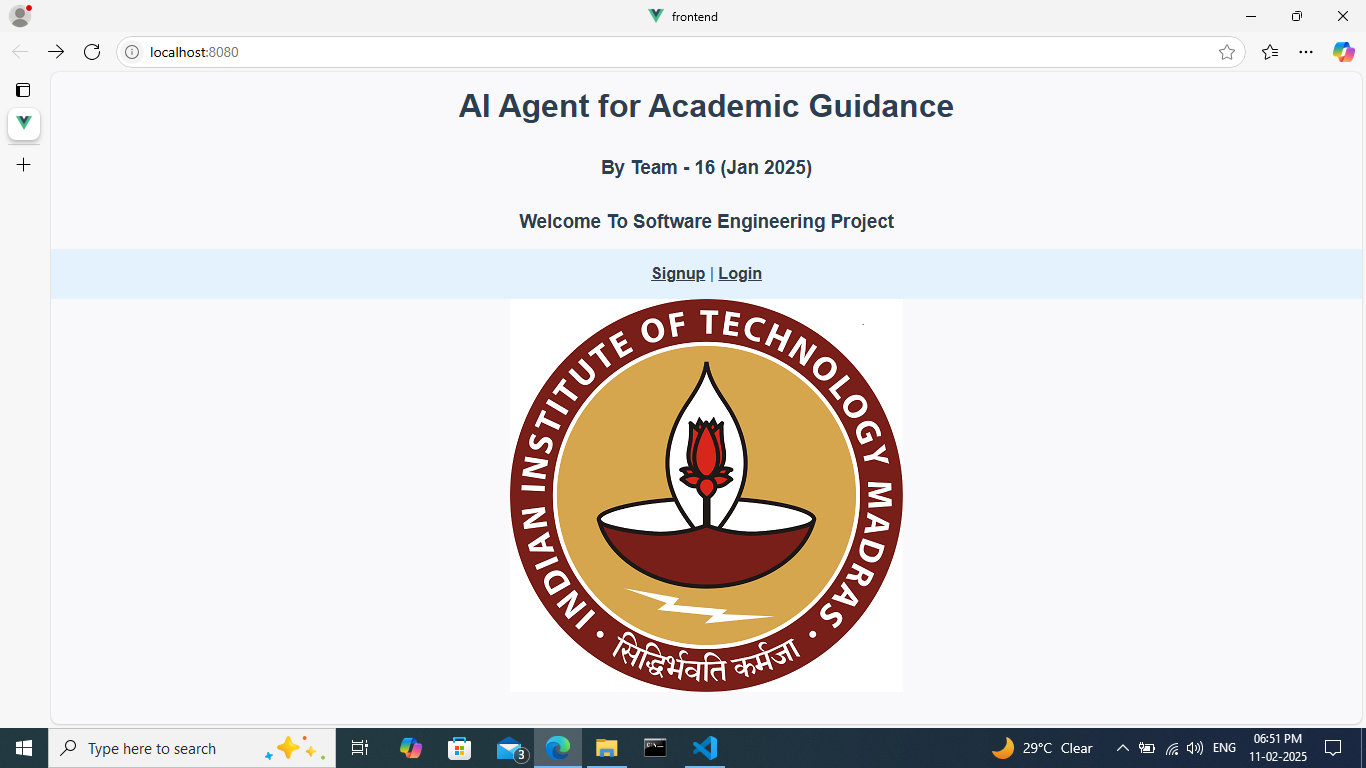 frontend
localhost:8080
AI Agent for Academic Guidance
By Team - 16 (Jan 2025)
Welcome To Software Engineering Project
Signup | Login
INDIAN INSTITUTE OF TECHNOLOGY MADRAS
सिद्धिर्भवति कर्मजा
Type here to search
3
29°C Clear
ENG
06:51 PM
11-02-2025